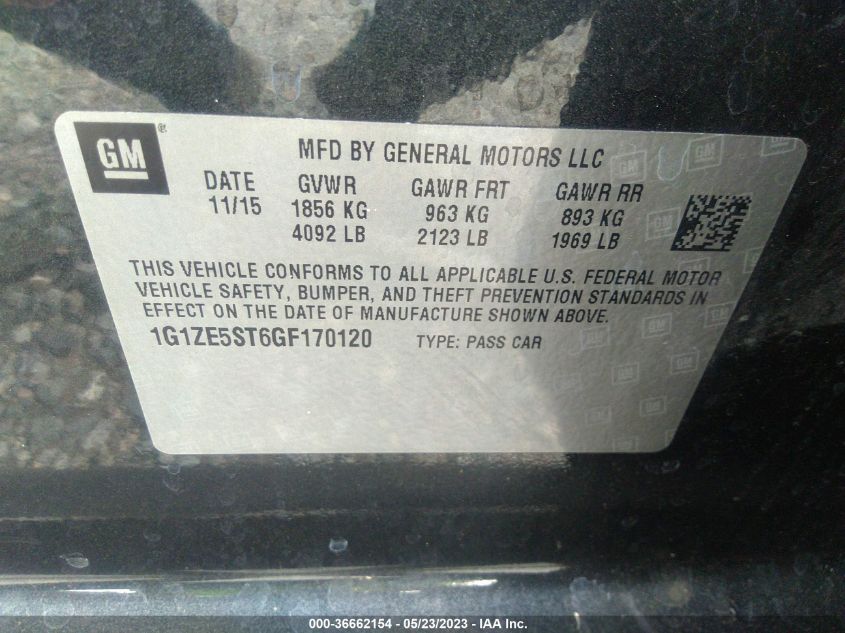 GM
MFD BY GENERAL MOTORS LLC
DATE GVWR GAWR FRT GAWR RR
11/15 1856 KG 963 KG 893 KG
4092 LB 2123 LB 1969 LB
THIS VEHICLE CONFORMS TO ALL APPLICABLE U.S. FEDERAL MOTOR
VEHICLE SAFETY, BUMPER, AND THEFT PREVENTION STANDARDS IN
EFFECT ON THE DATE OF MANUFACTURE SHOWN ABOVE.
1G1ZE5ST6GF170120 TYPE: PASS CAR
000-36662154 - 05/23/2023 - IAA Inc.